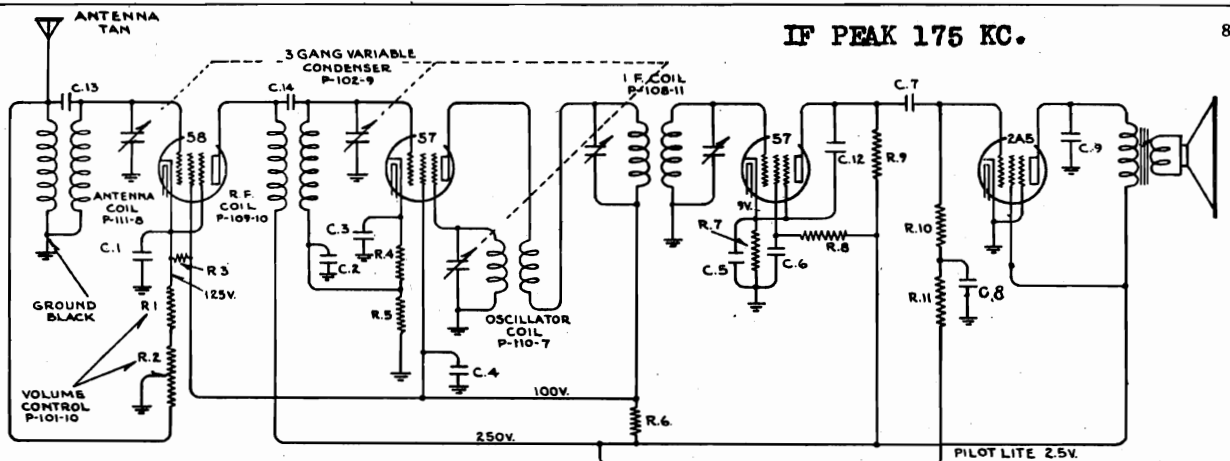 ANTENNA
TAN
IF PEAK 175 KC.
8
3 GANG VARIABLE
CONDENSER
P-102-9
I F. COIL
P-108-11
C.13
C.14
C.7
58
57
57
2A5
C.12
R.9
C.9
ANTENNA
COIL
P-111-8
R.F.
COIL
P-109-10
C.1
C.3
C.2
R.4
9V.
R.7
R.8
C.5
C.6
R.10
R 3
125V.
GROUND
BLACK
R1
R.5
OSCILLATOR
COIL
P-110-7
R.11
C.8
R.2
C.4
VOLUME
CONTROL
P-101-10
100V.
R.6
250V.
PILOT LITE 2.5V.